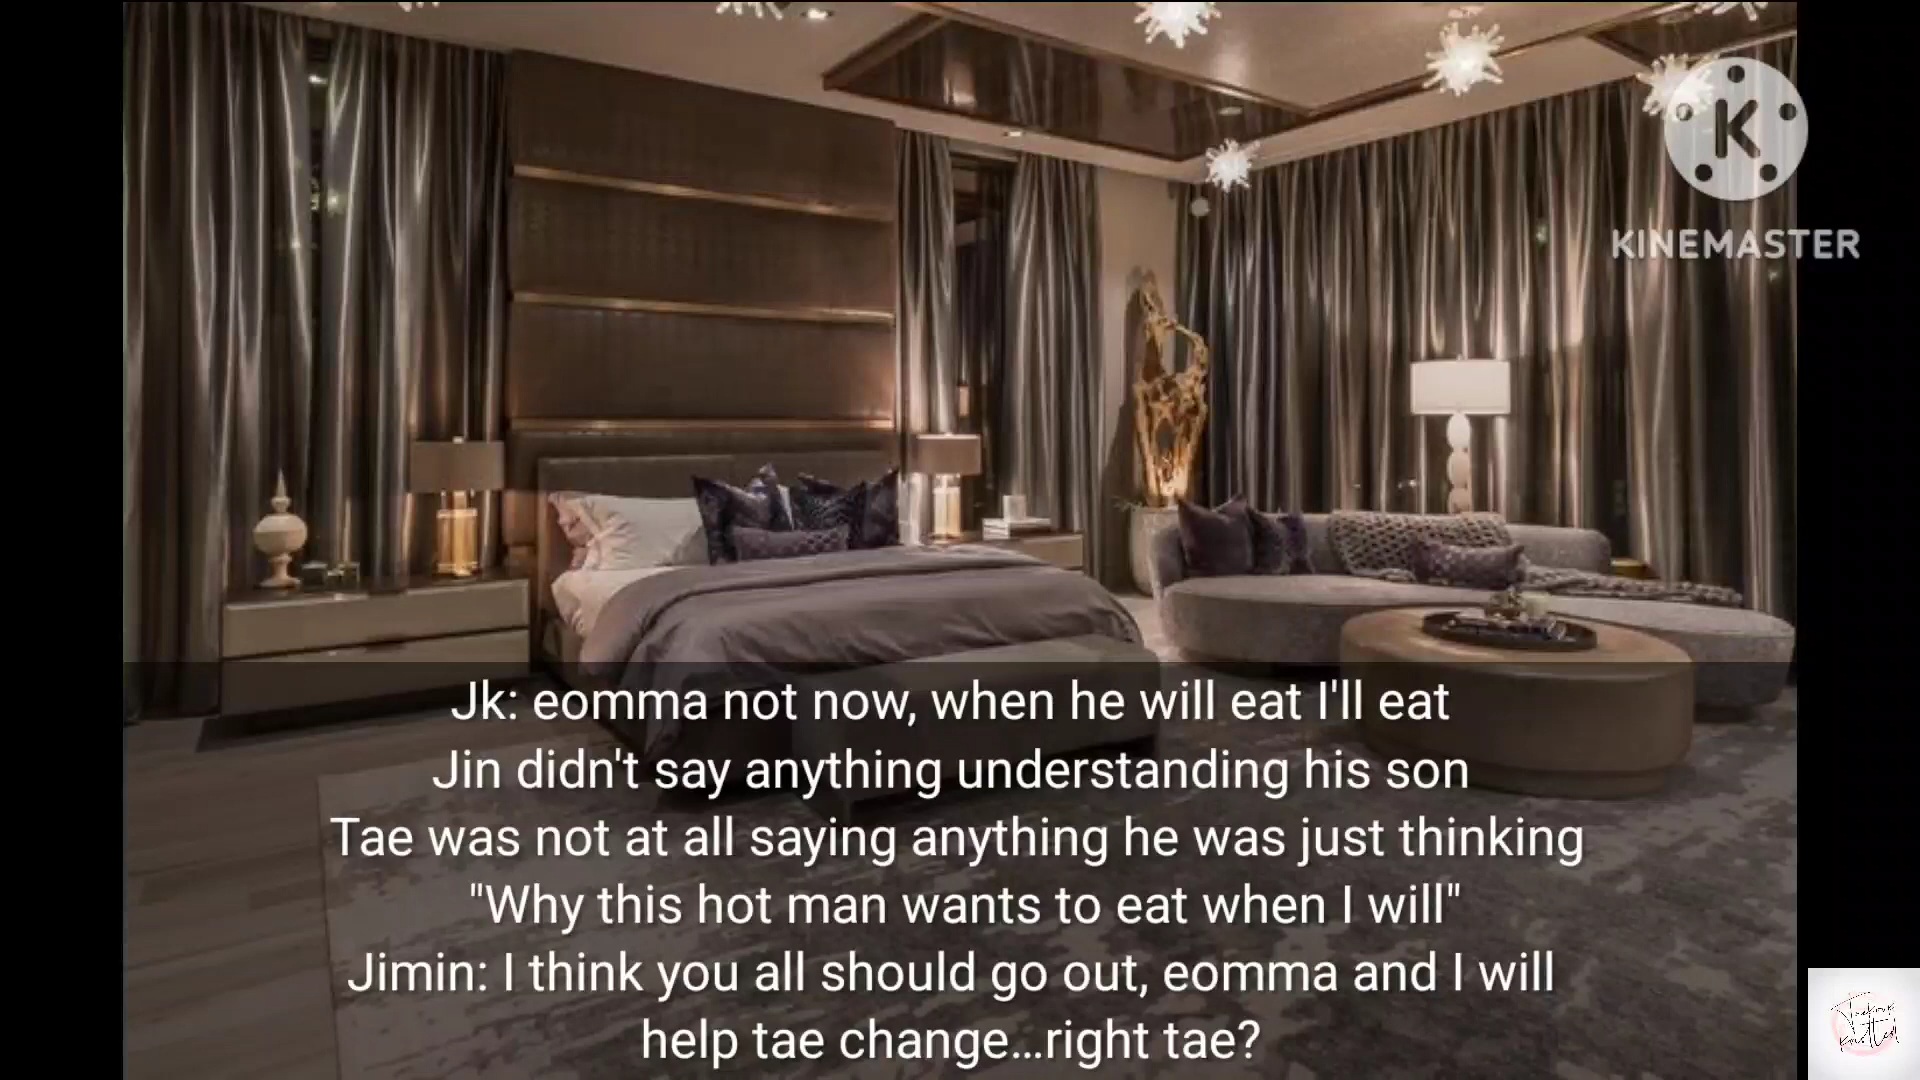 K
KINEMASTER
Jk: eomma not now, when he will eat I'll eat
Jin didn't say anything understanding his son
Tae was not at all saying anything he was just thinking
"Why this hot man wants to eat when I will"
Jimin: I think you all should go out, eomma and I will
help tae change...right tae?